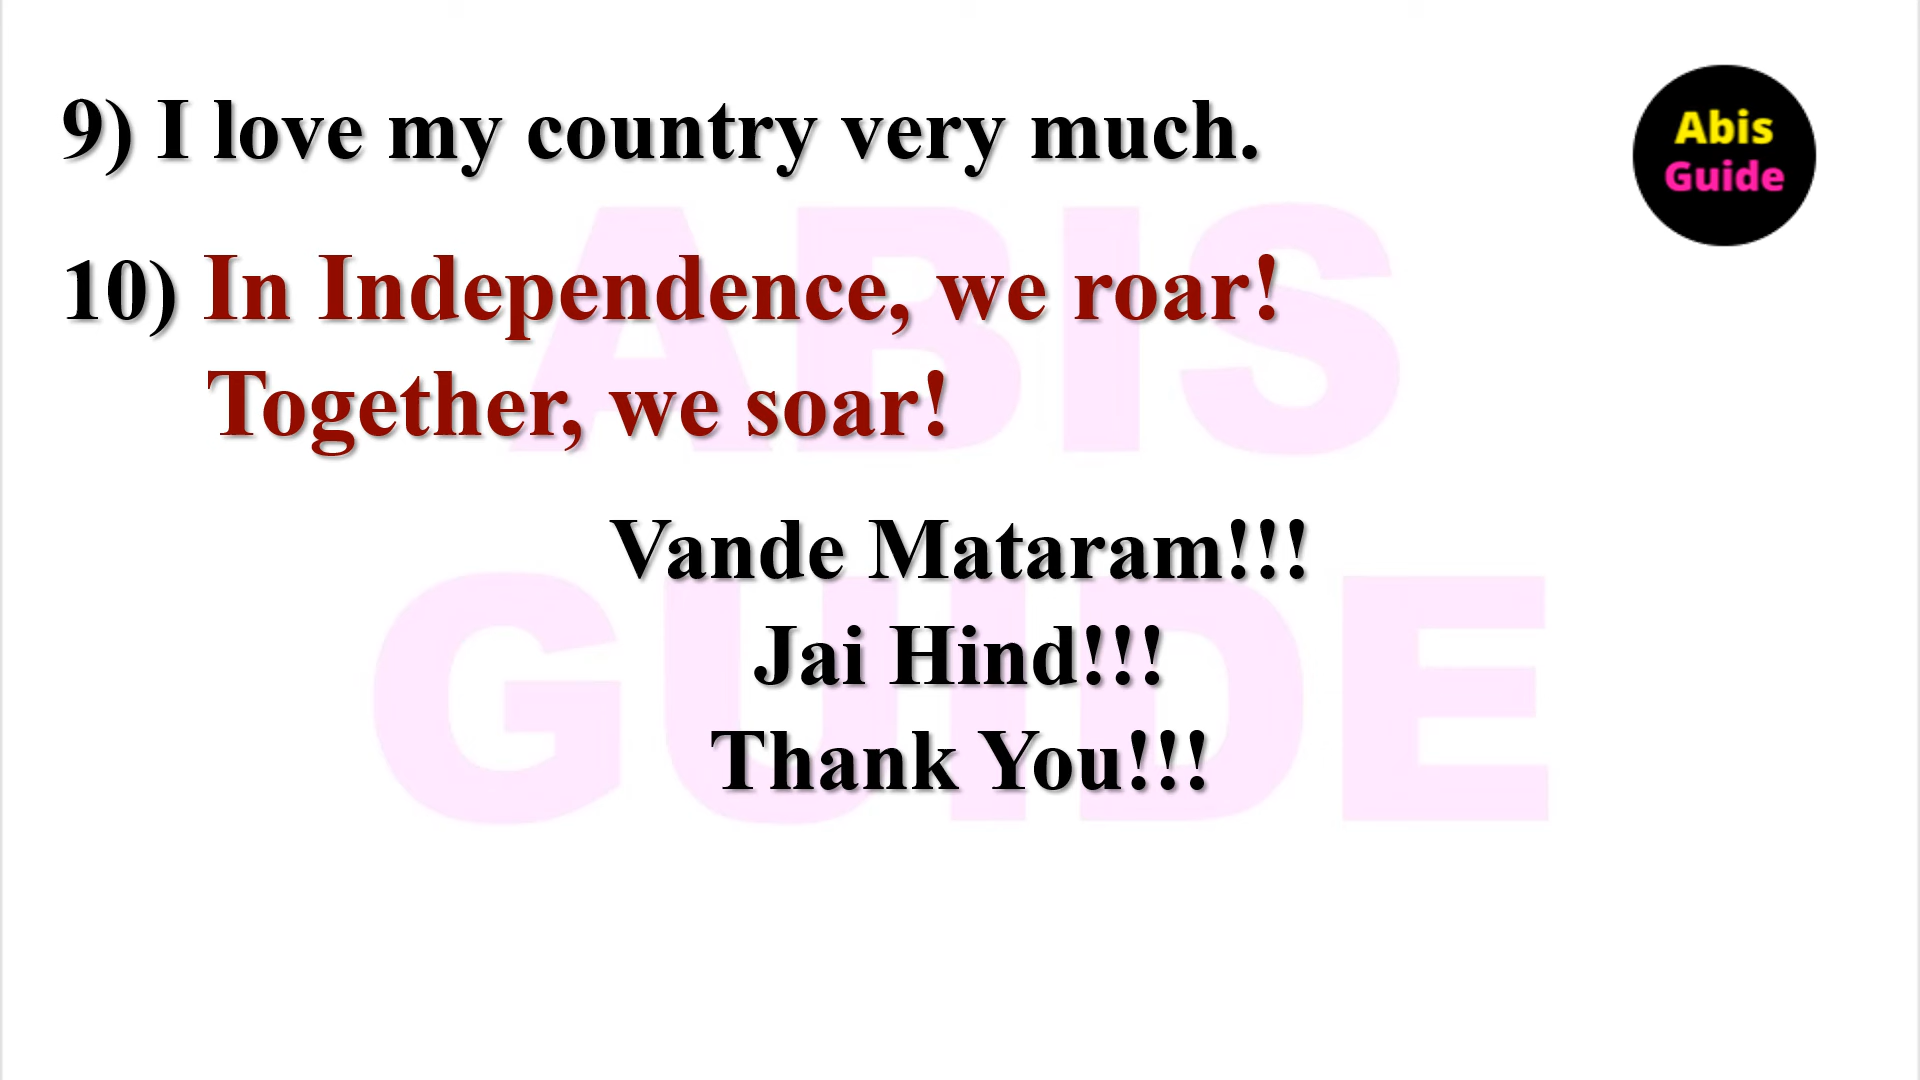 9) I love my country very much.
Abis
Guide
10) In Independence, we roar!
Together, we soar!
ABIS
Vande Mataram!!!
Jai Hind!!!
GUIDE
Thank You!!!